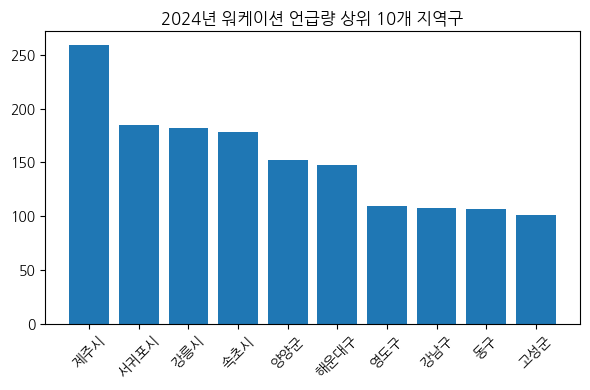 2024년 워케이션 언급량 상위 10개 지역구
250
200
150
100
50
0
제주시
서귀포시
강릉시
속초시
양양군
해운대구
영도구
강남구
동구
고성군